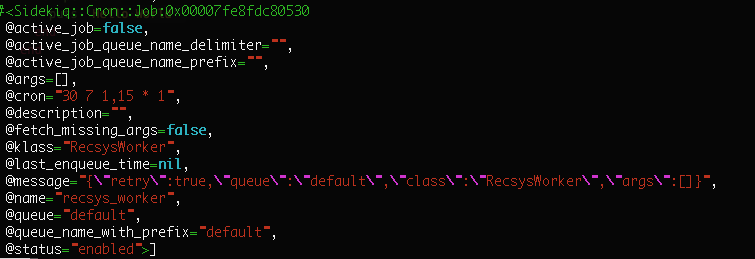 #<Sidekiq::Cron::Job:0x00007fe8fdc80530
@active_job=false,
@active_job_queue_name_delimiter="",
@active_job_queue_name_prefix="",
@args=[],
@cron="30 7 1,15 * 1",
@description="",
@fetch_missing_args=false,
@klass="RecsysWorker",
@last_enqueue_time=nil,
@message="{\"retry\":true,\"queue\":\"default\",\"class\":\"RecsysWorker\",\"args\":[]}",
@name="recsys_worker",
@queue="default",
@queue_name_with_prefix="default",
@status="enabled">]